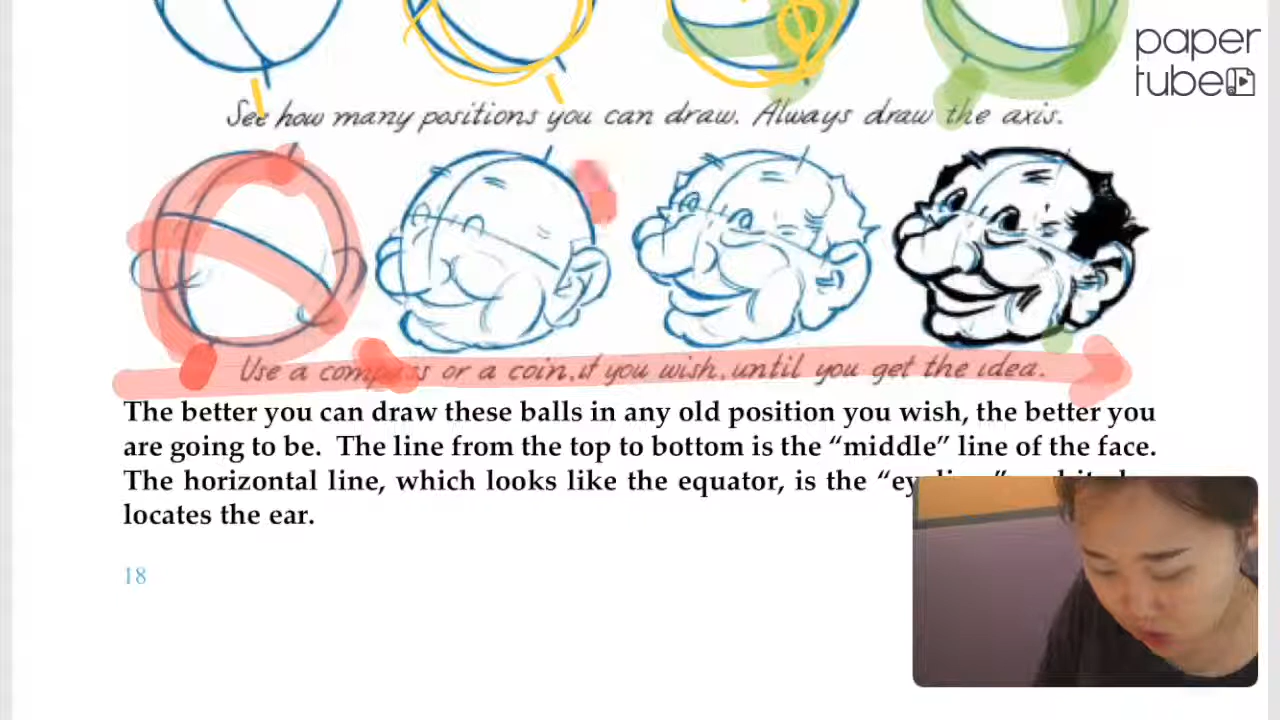 paper
tube
See how many positions you can draw. Always draw the axis.
Use a compass or a coin, if you wish, until you get the idea.
The better you can draw these balls in any old position you wish, the better you
are going to be. The line from the top to bottom is the “middle” line of the face.
The horizontal line, which looks like the equator, is the
locates the ear.
18